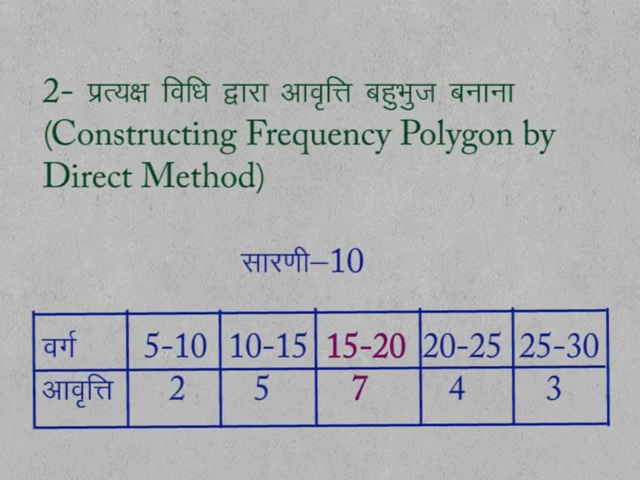 2- प्रत्यक्ष विधि द्वारा आवृत्ति बहुभुज बनाना
(Constructing Frequency Polygon by
Direct Method)
सारणी–10
वर्ग 5-10 10-15 15-20 20-25 25-30
आवृत्ति 2 5 7 4 3